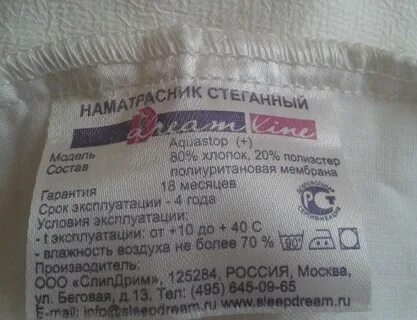 НАМАТРАСНИК СТЕГАННЫЙ
Dream Line
Модель Aquastop (+)
Состав 80% хлопок, 20% полиэстер
полиуритановая мембрана
Гарантия 18 месяцев
Срок эксплуатации - 4 года
Условия эксплуатации:
- t эксплуатации: от +10 до + 40 С
- влажность воздуха не более 70 % 90
Производитель:
ООО «СлипДрим», 125284, РОССИЯ, Москва,
ул. Беговая, д.13. Тел: (495) 645-09-65
E-mail: info@sleepdream.ru www.sleepdream.ru